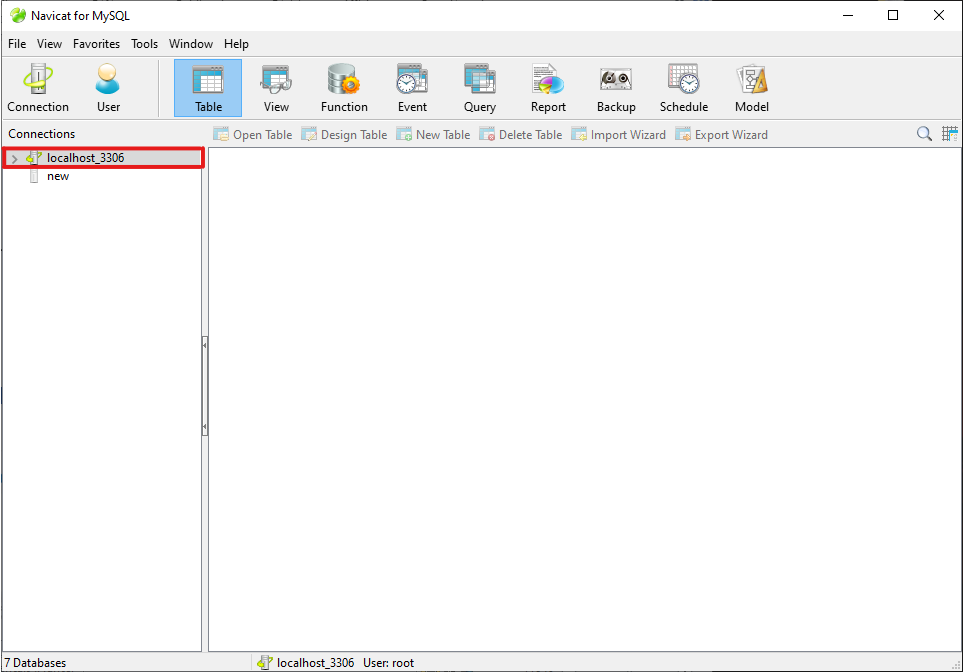 Navicat for MySQL
File View Favorites Tools Window Help
Connection User Table View Function Event Query Report Backup Schedule Model
Connections
Open Table Design Table New Table Delete Table Import Wizard Export Wizard
localhost_3306
new
7 Databases localhost_3306 User: root